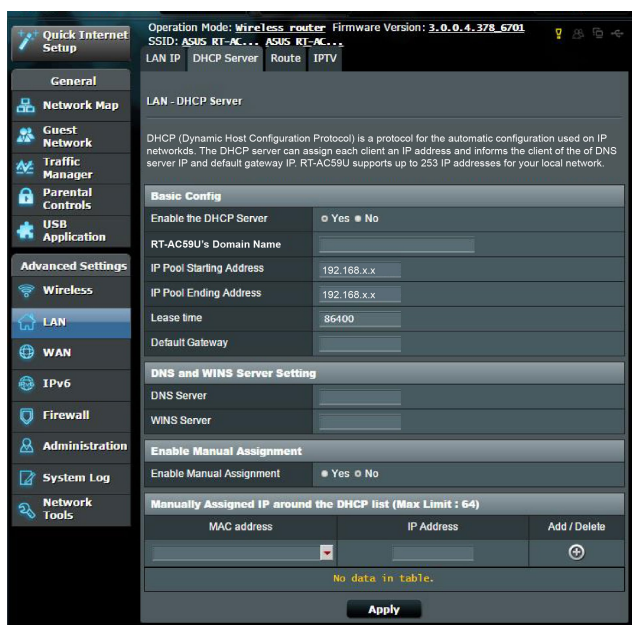 Quick Internet
Setup
Operation Mode: Wireless router Firmware Version: 3.0.0.4.378_6701
SSID: ASUS RT-AC... ASUS RT-AC...
LAN IP DHCP Server Route IPTV
General
Network Map
Guest
Network
Traffic
Manager
Parental
Controls
USB
Application
Advanced Settings
Wireless
LAN
WAN
IPv6
Firewall
Administration
System Log
Network
Tools
LAN - DHCP Server
DHCP (Dynamic Host Configuration Protocol) is a protocol for the automatic configuration used on IP
networkds. The DHCP server can assign each client an IP address and informs the client of the of DNS
server IP and default gateway IP. RT-AC59U supports up to 253 IP addresses for your local network.
Basic Config
Enable the DHCP Server Yes No
RT-AC59U's Domain Name
IP Pool Starting Address 192.168.x.x
IP Pool Ending Address 192.168.x.x
Lease time 86400
Default Gateway
DNS and WINS Server Setting
DNS Server
WINS Server
Enable Manual Assignment
Enable Manual Assignment Yes No
Manually Assigned IP around the DHCP list (Max Limit : 64)
MAC address IP Address Add / Delete
No data in table.
Apply